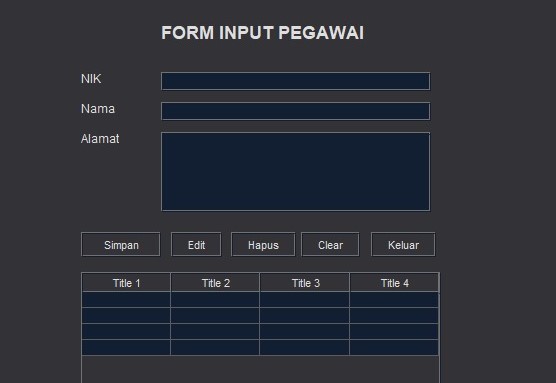 FORM INPUT PEGAWAI
NIK
Nama
Alamat
Simpan Edit Hapus Clear Keluar
Title 1 Title 2 Title 3 Title 4